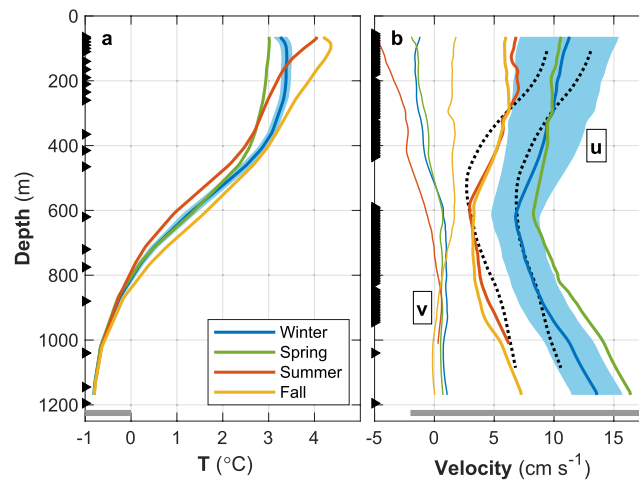 a
b
0
200
400
600
800
1000
1200
Depth (m)
-1 0 1 2 3 4
T (°C)
Winter
Spring
Summer
Fall
u
v
-5 0 5 10 15
Velocity (cm s⁻¹)